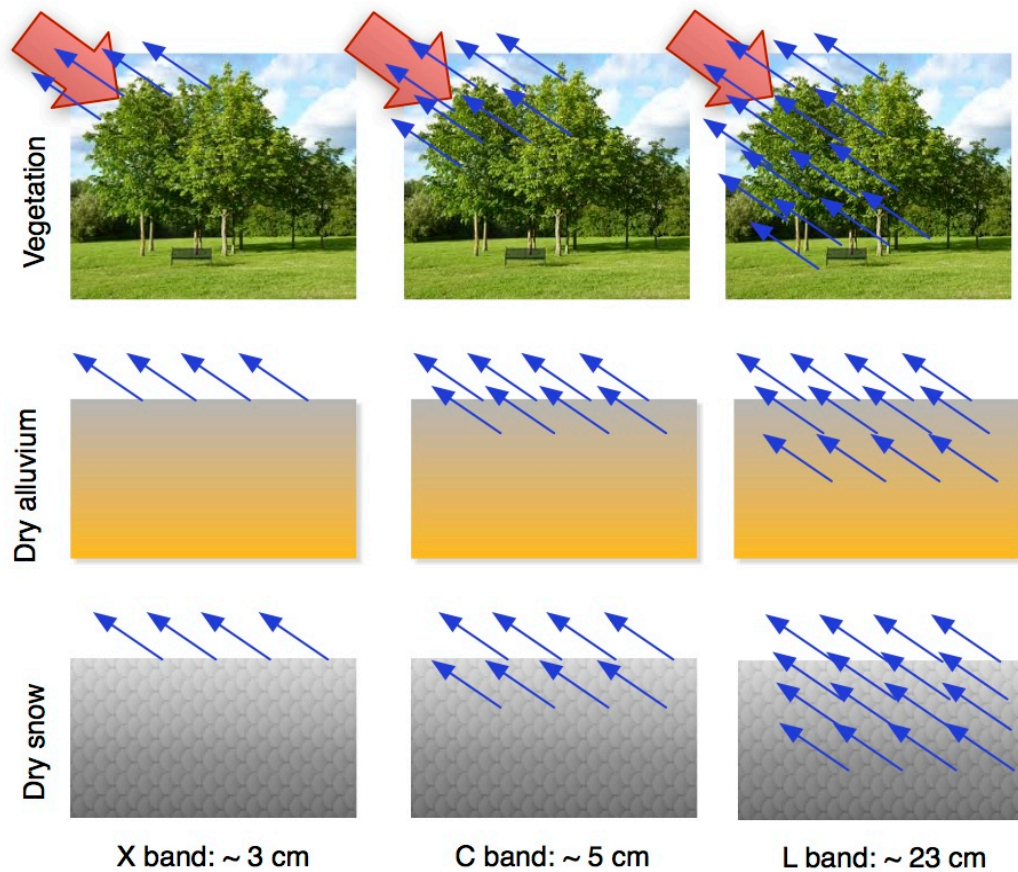 Vegetation
Dry alluvium
Dry snow
X band: ~ 3 cm
C band: ~ 5 cm
L band: ~ 23 cm